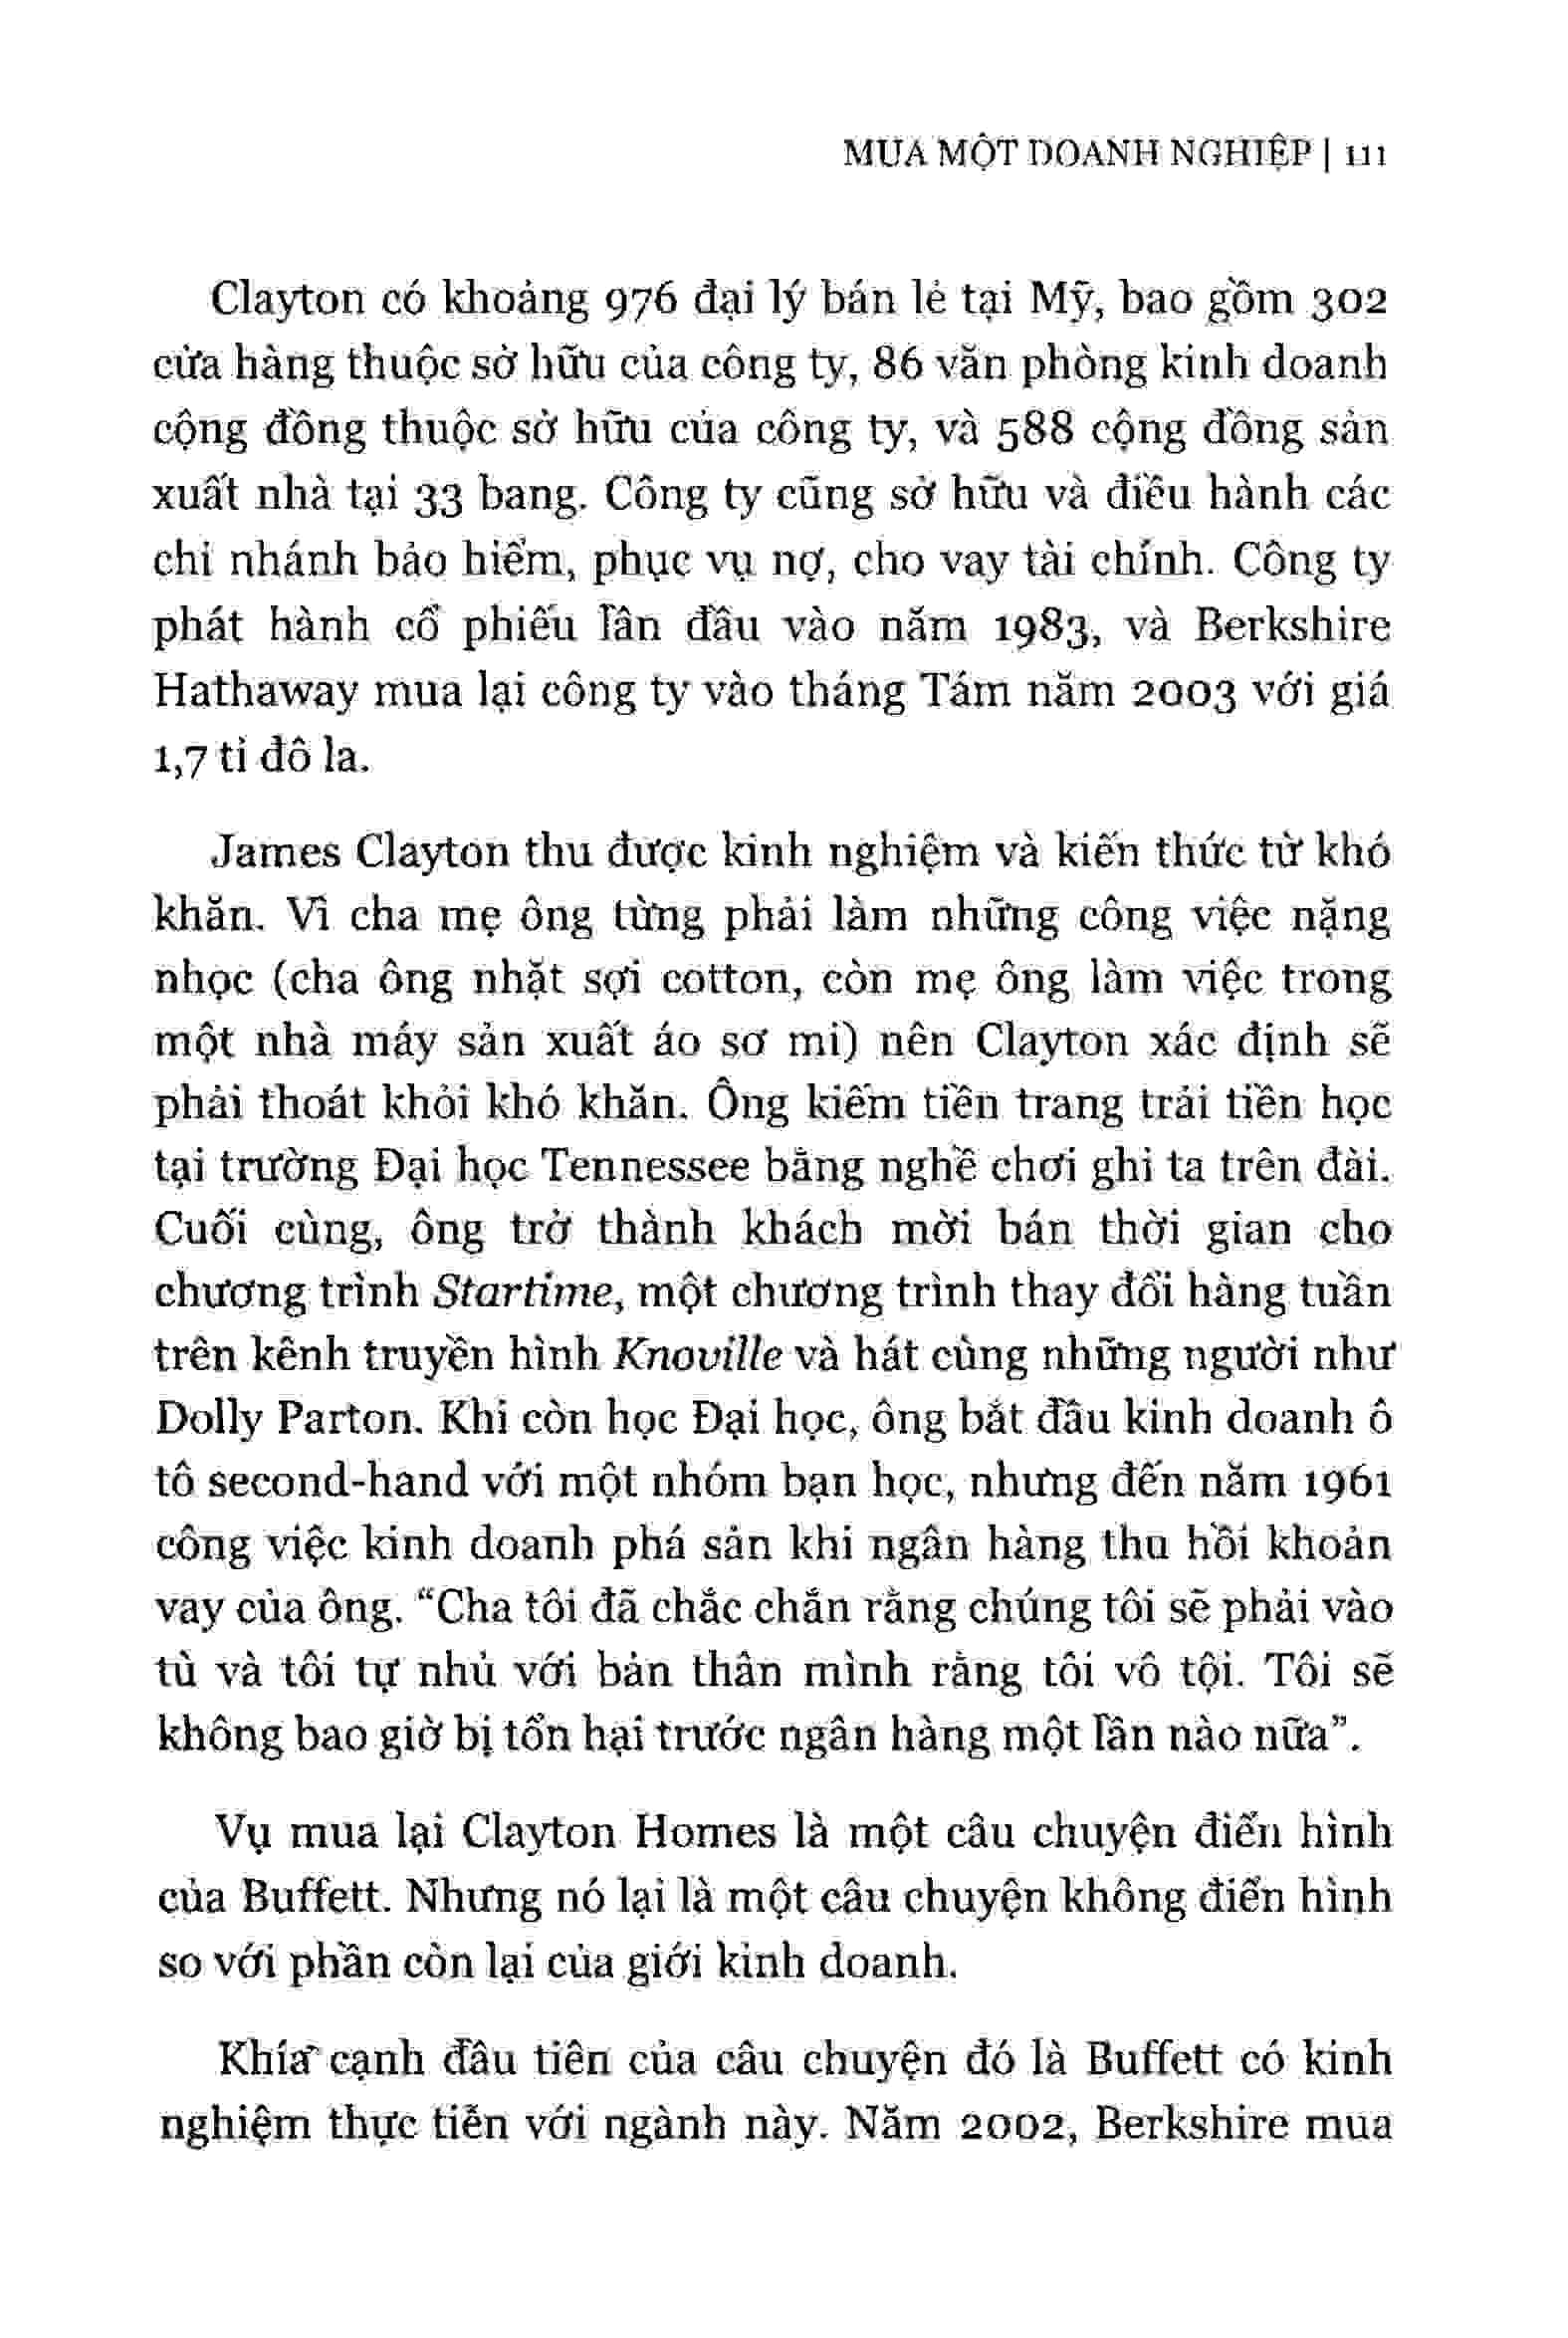 MUA MỘT DOANH NGHIỆP | 111
Clayton có khoảng 976 đại lý bán lẻ tại Mỹ, bao gồm 302
cửa hàng thuộc sở hữu của công ty, 86 văn phòng kinh doanh
cộng đồng thuộc sở hữu của công ty, và 588 cộng đồng sản
xuất nhà tại 33 bang. Công ty cũng sở hữu và điều hành các
chi nhánh bảo hiểm, phục vụ nợ, cho vay tài chính. Công ty
phát hành cổ phiếu lần đầu vào năm 1983, và Berkshire
Hathaway mua lại công ty vào tháng Tám năm 2003 với giá
1,7 tỉ đô la.
James Clayton thu được kinh nghiệm và kiến thức từ khó
khăn. Vì cha mẹ ông từng phải làm những công việc nặng
nhọc (cha ông nhặt sợi cotton, còn mẹ ông làm việc trong
một nhà máy sản xuất áo sơ mi) nên Clayton xác định sẽ
phải thoát khỏi khó khăn. Ông kiếm tiền trang trải tiền học
tại trường Đại học Tennessee bằng nghề chơi ghi ta trên đài.
Cuối cùng, ông trở thành khách mời bán thời gian cho
chương trình Startime, một chương trình thay đổi hàng tuần
trên kênh truyền hình Knoville và hát cùng những người như
Dolly Parton. Khi còn học Đại học, ông bắt đầu kinh doanh ô
tô second-hand với một nhóm bạn học, nhưng đến năm 1961
công việc kinh doanh phá sản khi ngân hàng thu hồi khoản
vay của ông. “Cha tôi đã chắc chắn rằng chúng tôi sẽ phải vào
tù và tôi tự nhủ với bản thân mình rằng tôi vô tội. Tôi sẽ
không bao giờ bị tổn hại trước ngân hàng một lần nào nữa”.
Vụ mua lại Clayton Homes là một câu chuyện điển hình
của Buffett. Nhưng nó lại là một câu chuyện không điển hình
so với phần còn lại của giới kinh doanh.
Khía cạnh đầu tiên của câu chuyện đó là Buffett có kinh
nghiệm thực tiễn với ngành này. Năm 2002, Berkshire mua